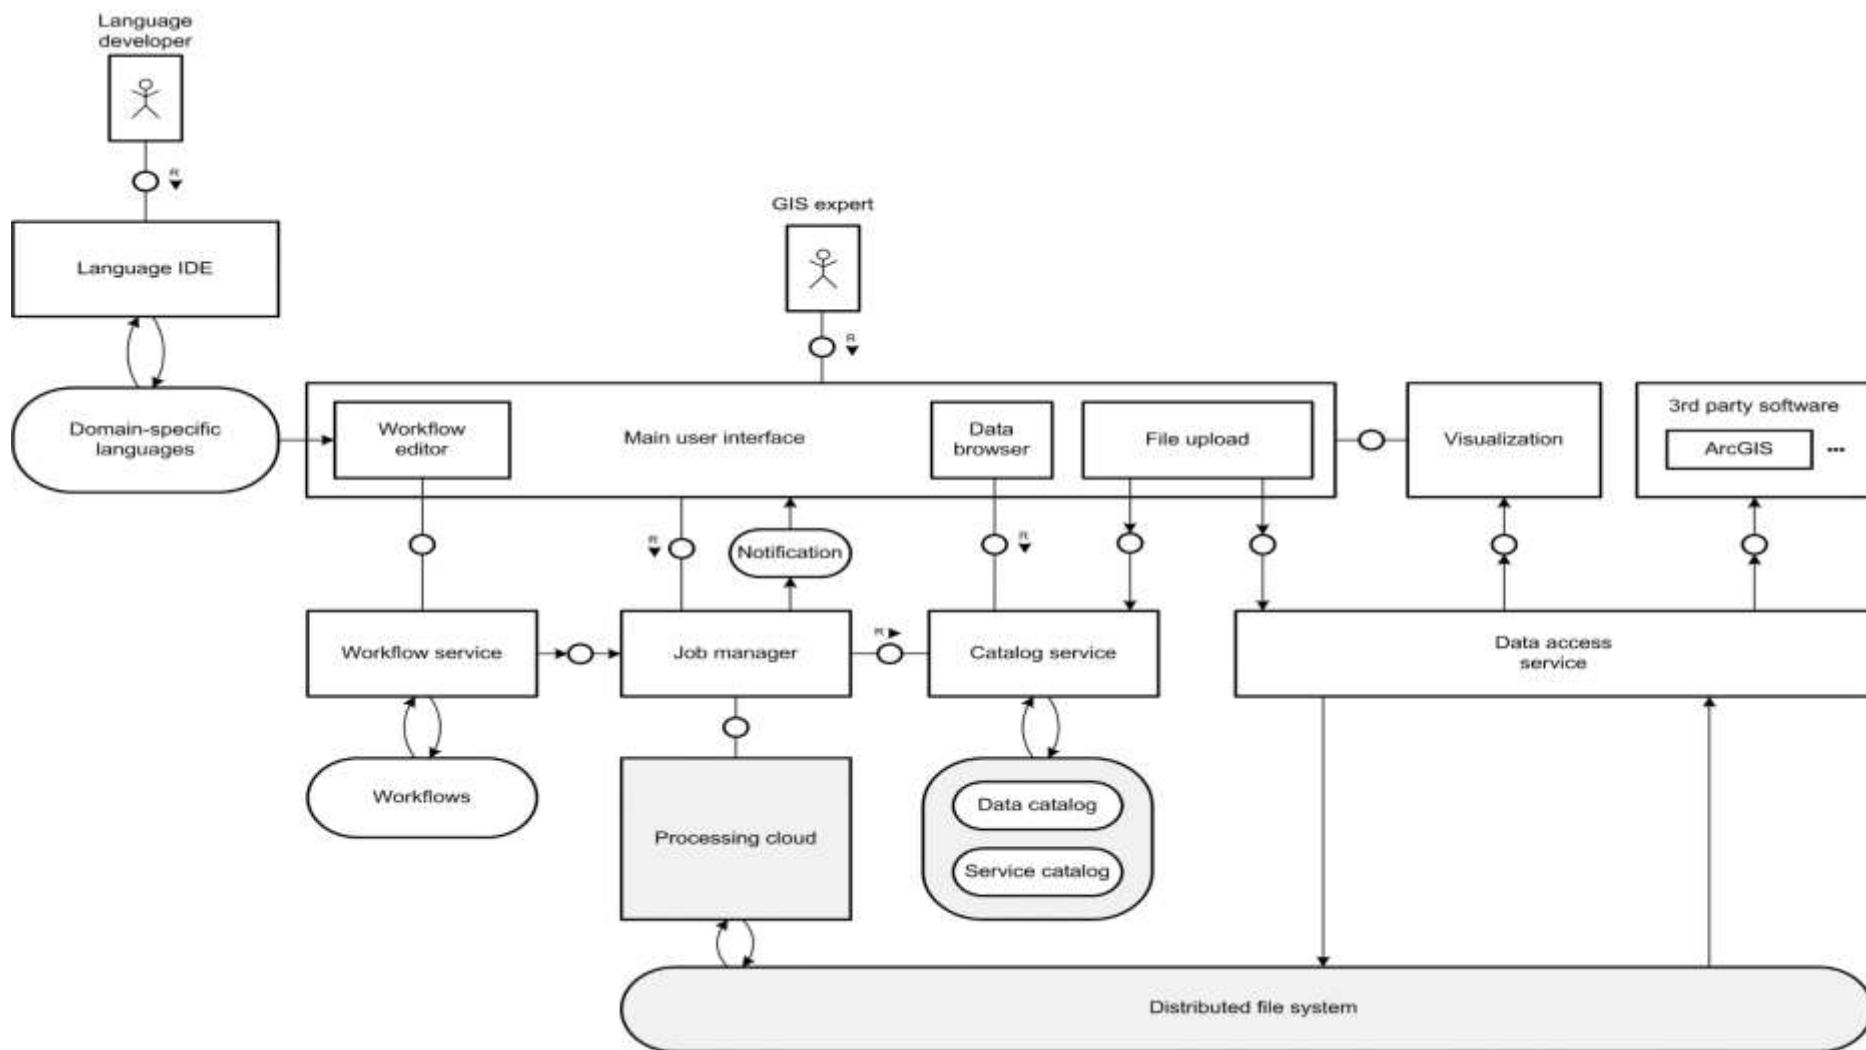 Language
developer
R
GIS expert
Language IDE
R
Domain-specific
languages
Workflow
editor
Main user interface
Data
browser
File upload
Visualization
3rd party software
ArcGIS
...
R
Notification
R
Workflow service
Job manager
R
Catalog service
Data access
service
Workflows
Processing cloud
Data catalog
Service catalog
Distributed file system